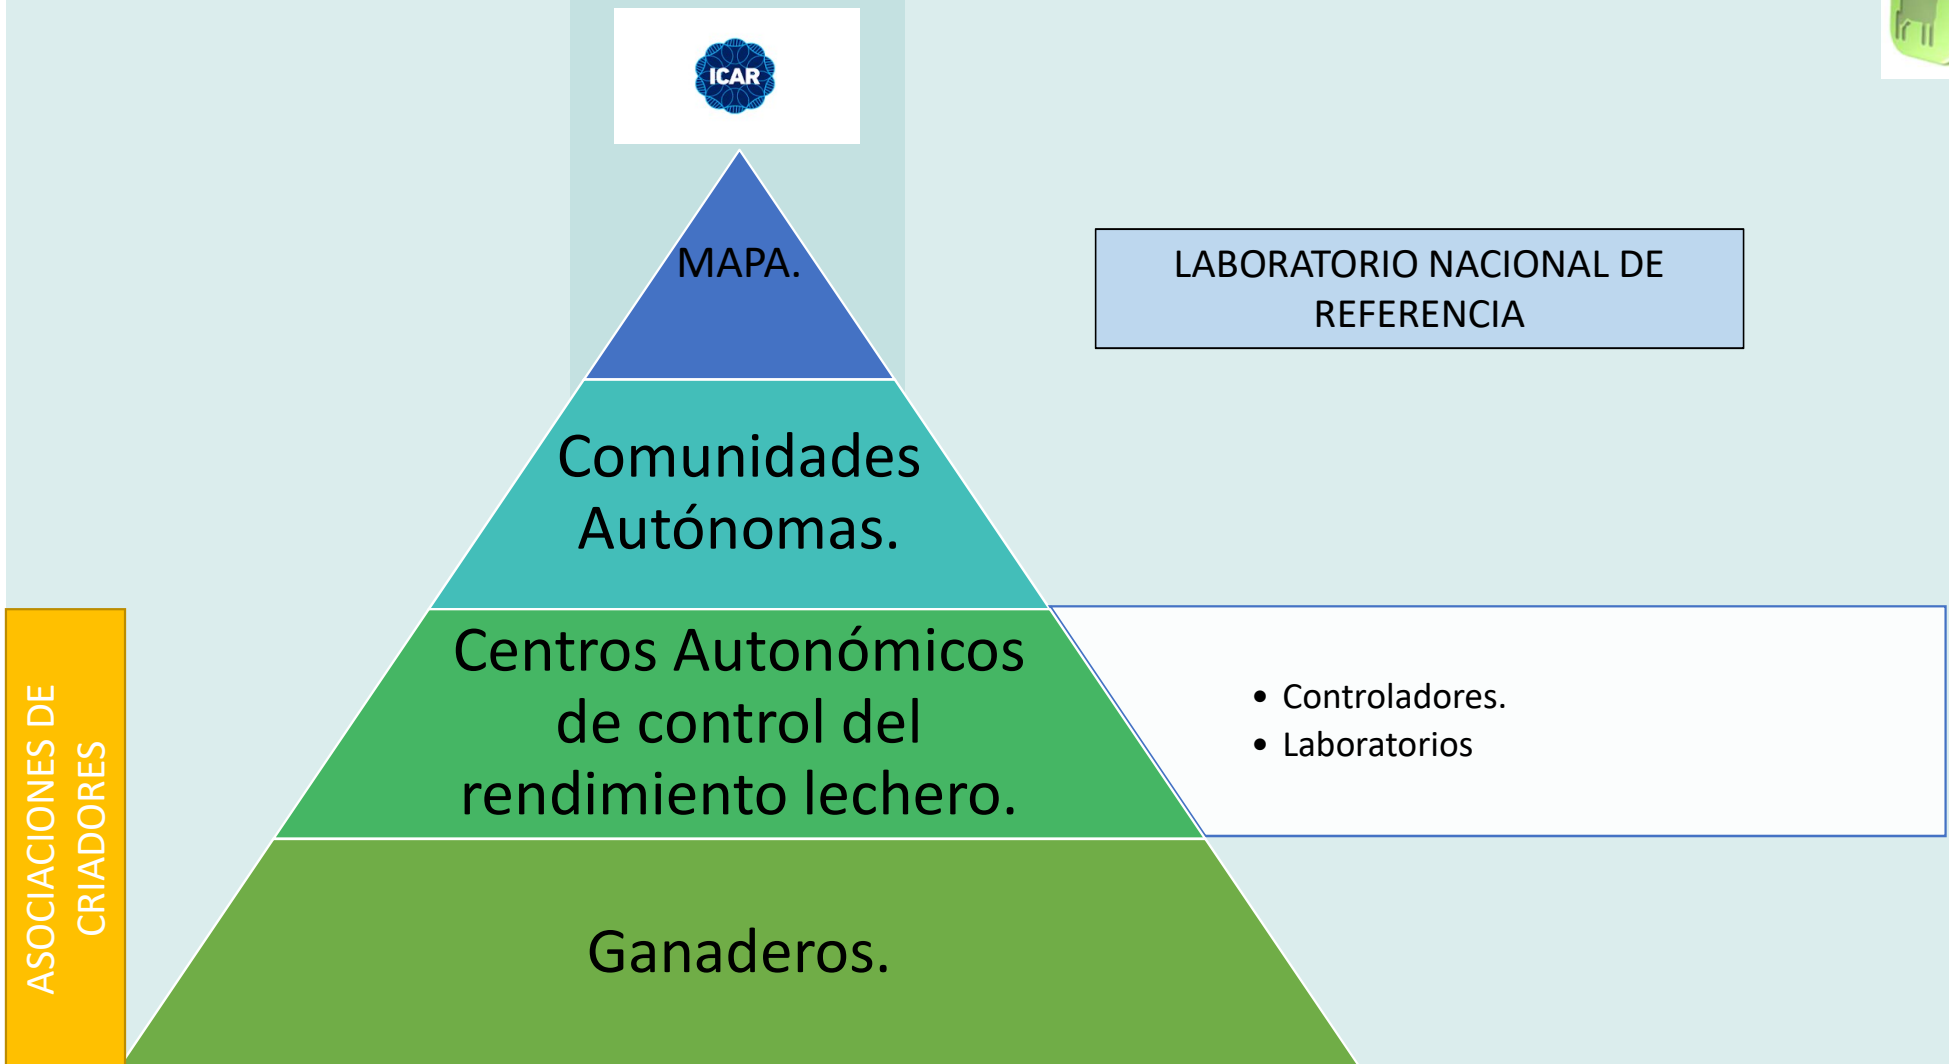 ICAR
MAPA.
LABORATORIO NACIONAL DE
REFERENCIA
Comunidades
Autónomas.
Centros Autonómicos
de control del
rendimiento lechero.
• Controladores.
• Laboratorios
ASOCIACIONES DE
CRIADORES
Ganaderos.